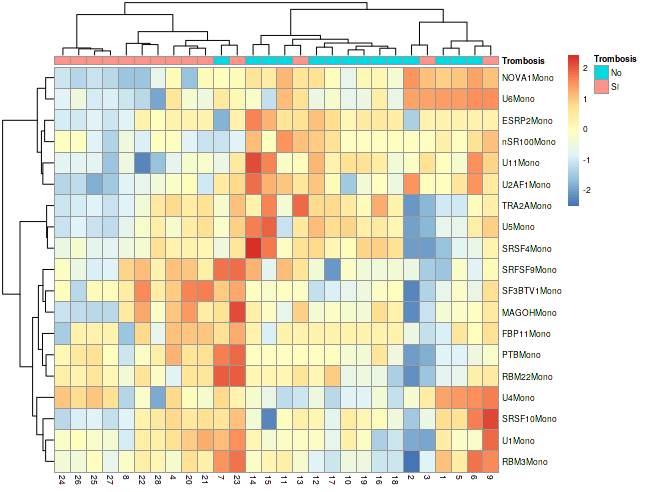 Trombosis
Trombosis
No
SI
2
1
0
-1
-2
NOVA1Mono
U6Mono
ESRP2Mono
nSR100Mono
U11Mono
U2AF1Mono
TRA2AMono
U5Mono
SRSF4Mono
SRFSF9Mono
SF3BTV1Mono
MAGOHMono
FBP11Mono
PTBMono
RBM22Mono
U4Mono
SRSF10Mono
U1Mono
RBM3Mono
24 26 25 27 8 22 28 4 20 21 7 23 14 15 11 13 12 17 10 19 16 18 2 3 1 5 6 9